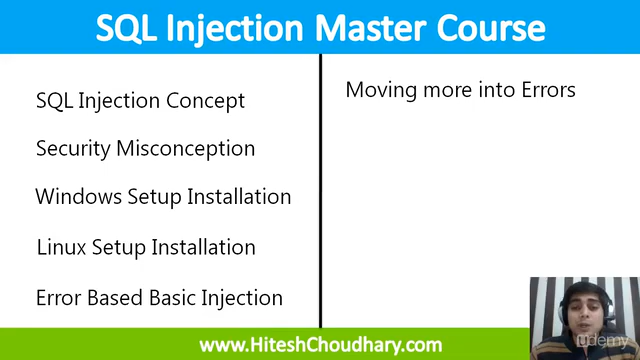 SQL Injection Master Course
SQL Injection Concept
Security Misconception
Windows Setup Installation
Linux Setup Installation
Error Based Basic Injection
Moving more into Errors
www.HiteshChoudhary.com
udemy